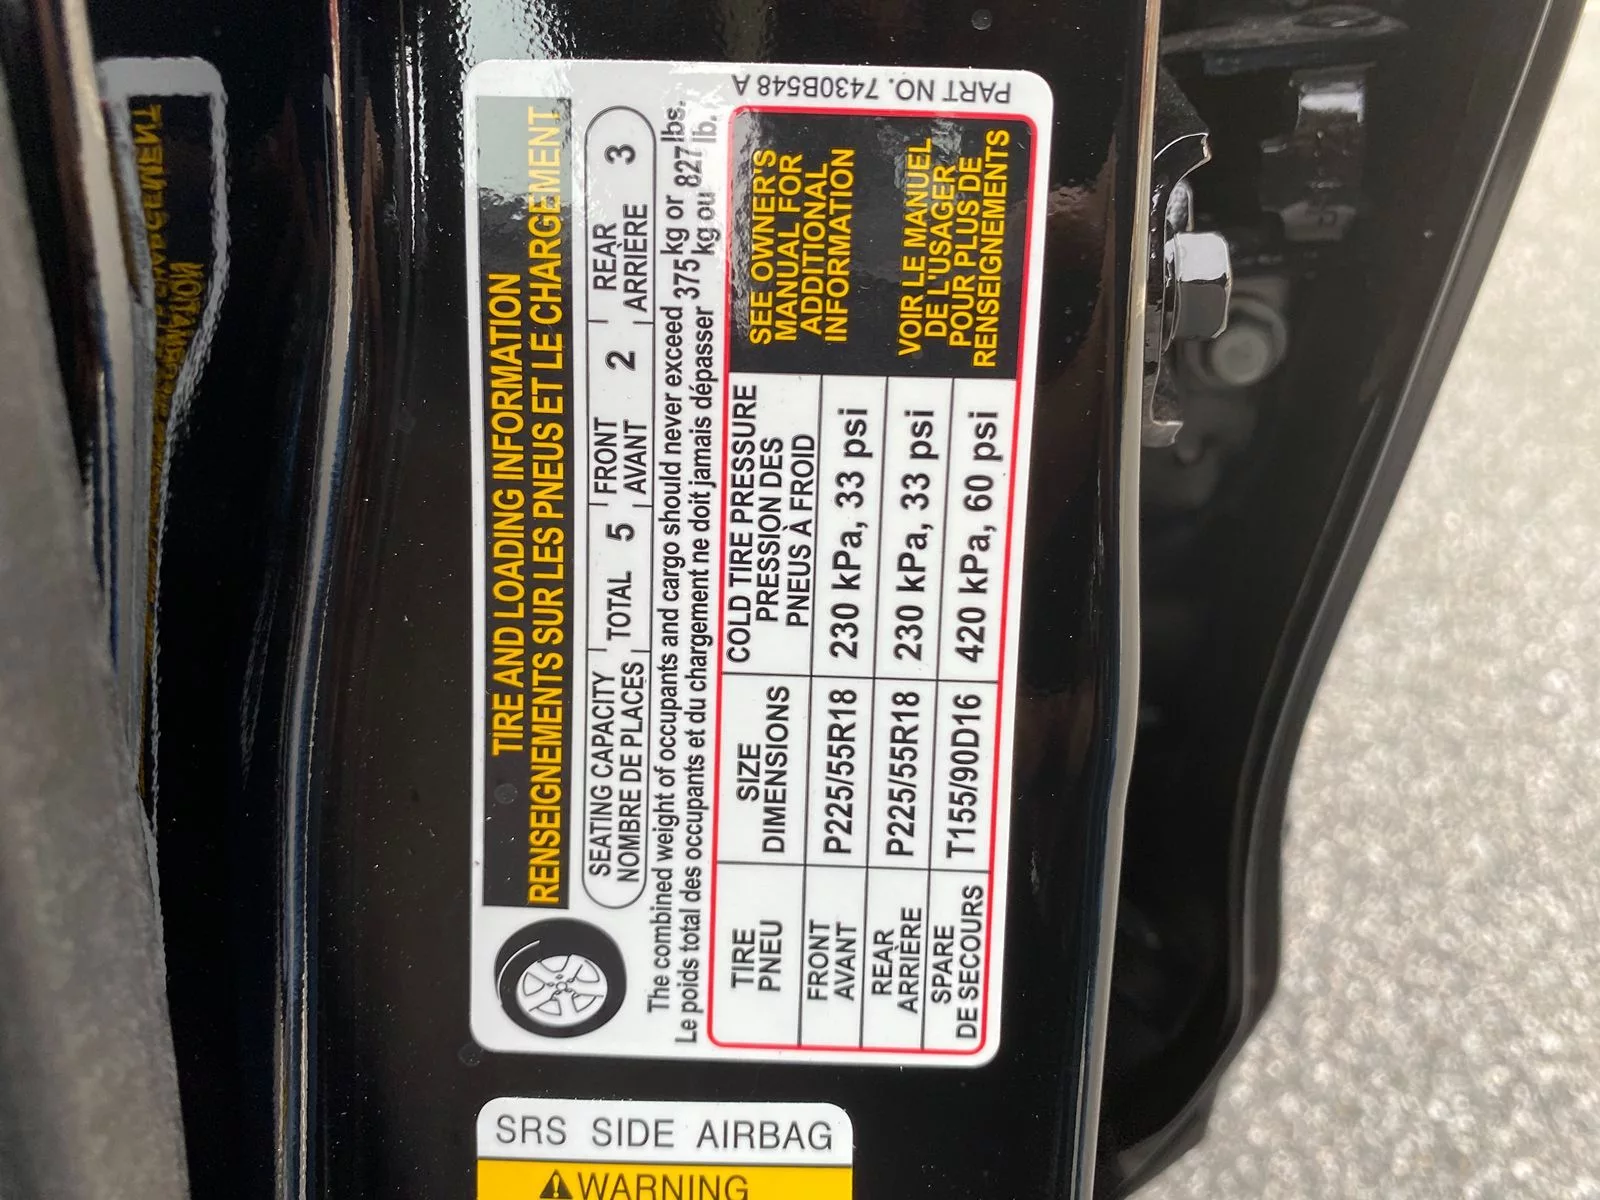 TIRE AND LOADING INFORMATION
RENSEIGNEMENTS SUR LES PNEUS ET LE CHARGEMENT
SEATING CAPACITY
NOMBRE DE PLACES
TOTAL 5
FRONT
AVANT
2
REAR
ARRIÈRE
3
The combined weight of occupants and cargo should never exceed 375 kg or 827 lbs.
Le poids total des occupants et du chargement ne doit jamais dépasser 375 kg ou 827 lb.
TIRE
PNEU
SIZE
DIMENSIONS
COLD TIRE PRESSURE
PRESSION DES
PNEUS À FROID
FRONT
AVANT
P225/55R18
230 kPa, 33 psi
REAR
ARRIÈRE
P225/55R18
230 kPa, 33 psi
SPARE
DE SECOURS
T155/90D16
420 kPa, 60 psi
SEE OWNER'S
MANUAL FOR
ADDITIONAL
INFORMATION
VOIR LE MANUEL
DE L'USAGER
POUR PLUS DE
RENSEIGNEMENTS
PART NO. 7430B548 A
SRS SIDE AIRBAG
WARNING